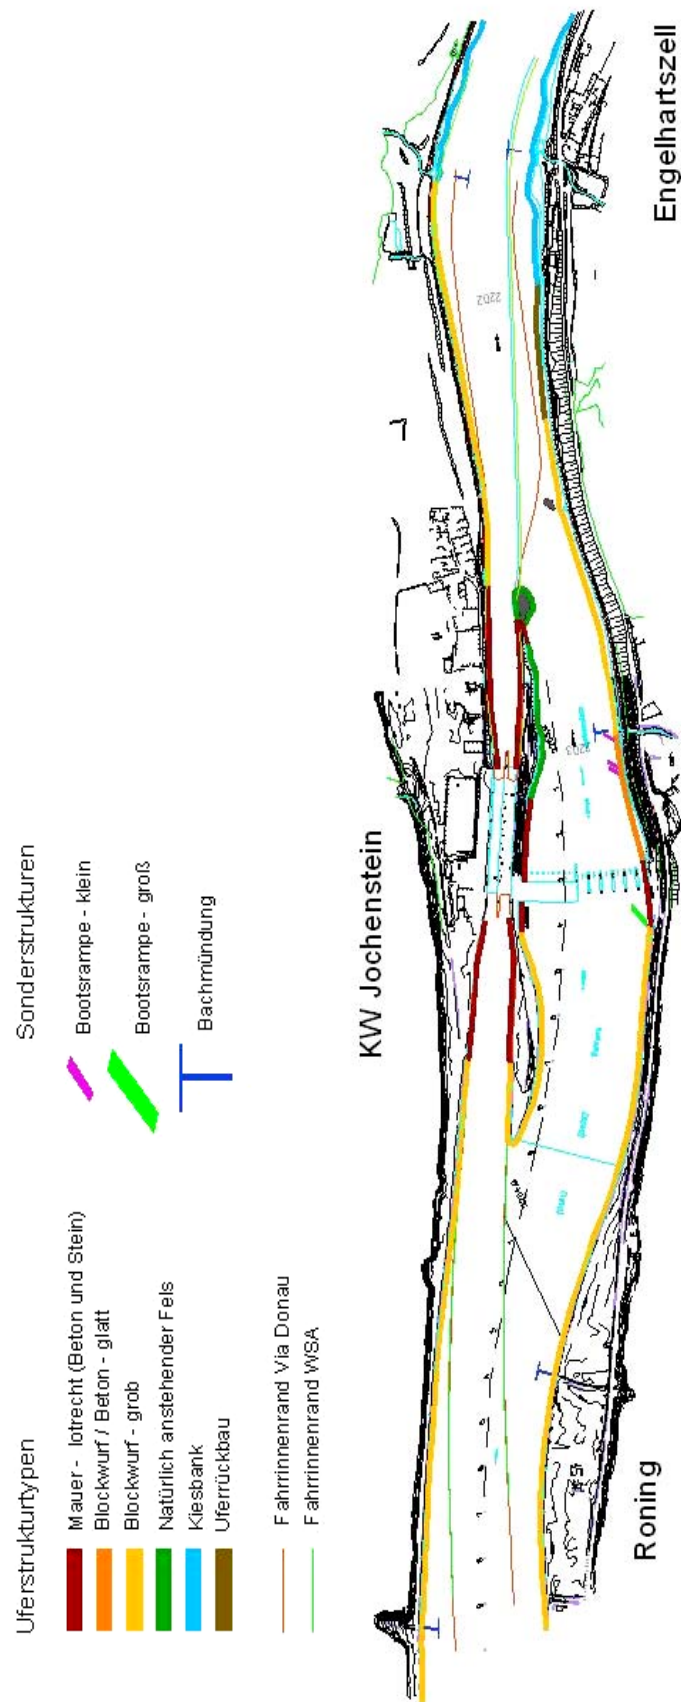 Uferstrukturtypen
Mauer - lotrecht (Beton und Stein)
Blockwurf / Beton - glatt
Blockwurf - grob
Natürlich anstehender Fels
Kiesbank
Uferrückbau
Fahrrinnenrand Via Donau
Fahrrinnenrand WSA
Sonderstrukturen
Bootsrampe - klein
Bootsrampe - groß
Bachmündung
KW Jochenstein
Roning
Engelhartszell
2203
2202